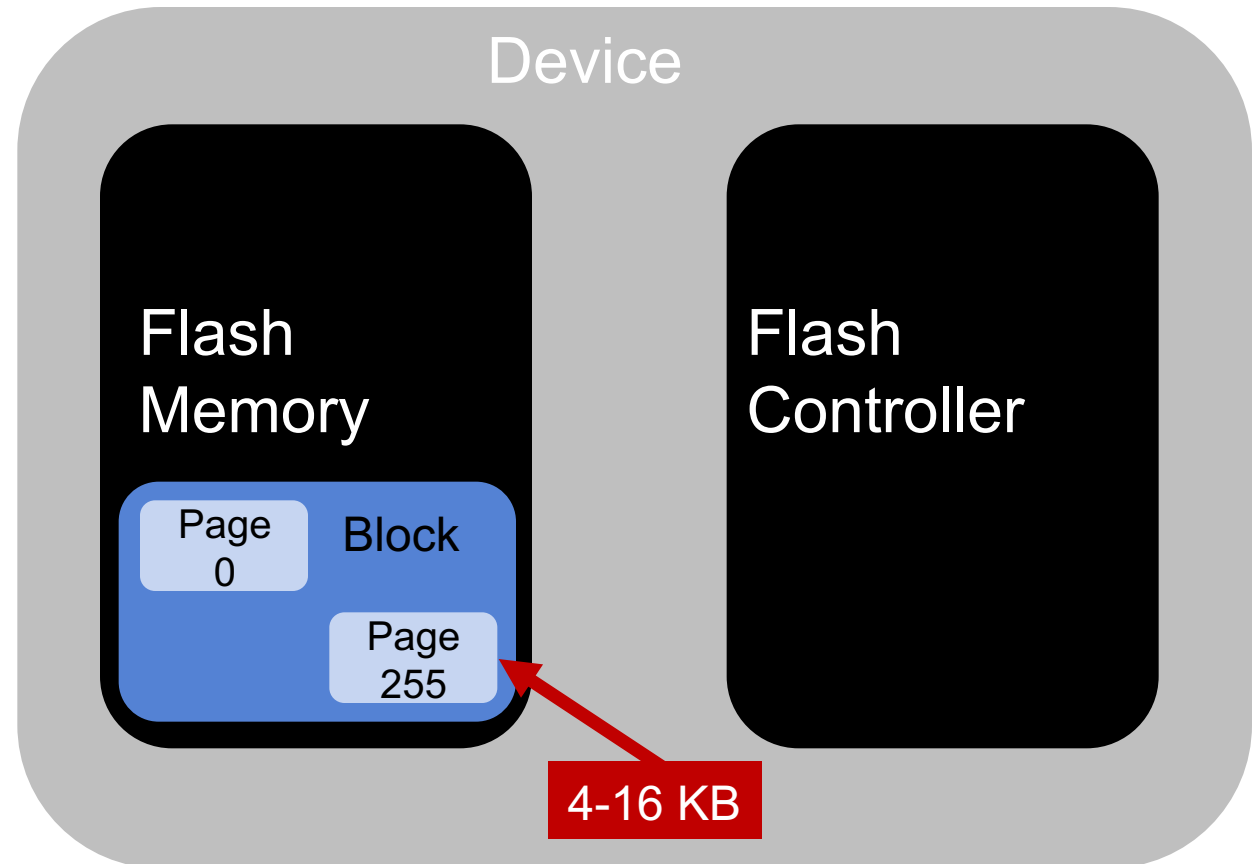 Device
Flash
Memory
Flash
Controller
Page
0
Block
Page
255
4-16 KB